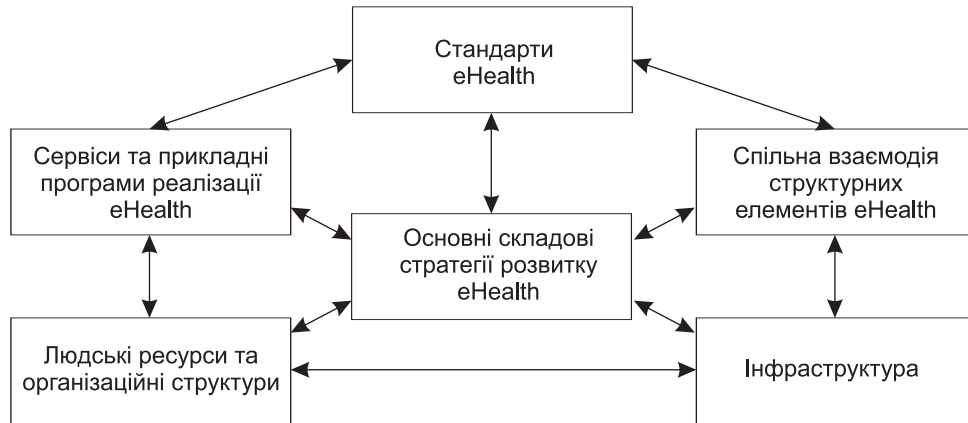 Стандарти
eHealth
Сервіси та прикладні
програми реалізації
eHealth
Спільна взаємодія
структурних
елементів eHealth
Основні складові
стратегії розвитку
eHealth
Людські ресурси та
організаційні структури
Інфраструктура